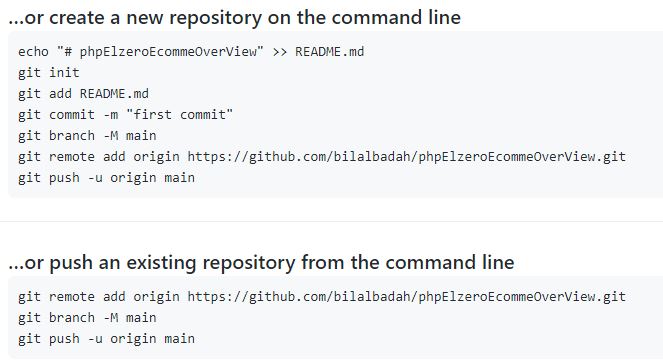 ...or create a new repository on the command line
echo "# phpElzeroEcommeOverView" >> README.md
git init
git add README.md
git commit -m "first commit"
git branch -M main
git remote add origin https://github.com/bilalbadah/phpElzeroEcommeOverView.git
git push -u origin main
...or push an existing repository from the command line
git remote add origin https://github.com/bilalbadah/phpElzeroEcommeOverView.git
git branch -M main
git push -u origin main